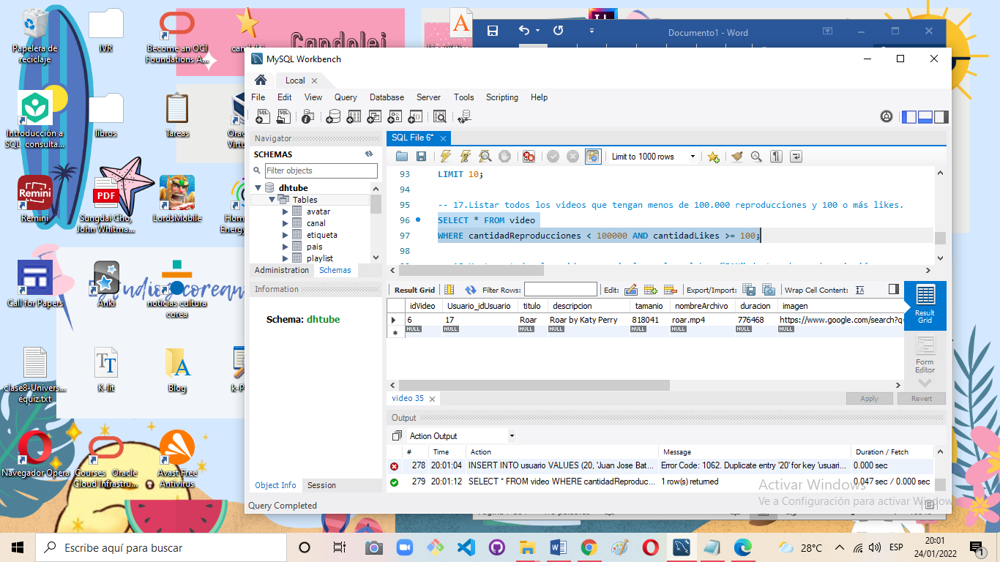 Papelera de reciclaje
IVR
Become an OCI Foundations A...
candolei
Candolei
Documento1 - Word
Introducción a SQL consulta...
libros
Tareas
Remini
Remini
PDF
Sungdai Cho, John Whitma...
LordsMobile
Call for Papers
Anki
noticias cultura corea
clase8-Univers... equiz.txt
K-lit
Blog
Navegador Opera
Courses Oracle Cloud Infrastru...
Avast Free Antivirus
MySQL Workbench
Local
File Edit View Query Database Server Tools Scripting Help
Navigator
SCHEMAS
Filter objects
dhtube
Tables
avatar
canal
etiqueta
pais
playlist
Administration Schemas
Information
Schema: dhtube
Object Info Session
Query Completed
SQL File 6*
Limit to 1000 rows
93 LIMIT 10;
94
95 -- 17.Listar todos los videos que tengan menos de 100.000 reproducciones y 100 o más likes.
96 SELECT * FROM video
97 WHERE cantidadReproducciones < 100000 AND cantidadLikes >= 100;
98
Result Grid Filter Rows: Edit: Export/Import: Wrap Cell Content:
idVideo Usuario_idUsuario titulo descripcion tamanio nombreArchivo duracion imagen
6 17 Roar Roar by Katy Perry 818041 roar.mp4 776468 https://www.google.com/search?q=
NULL NULL NULL NULL NULL NULL NULL NULL
Result Grid
Form Editor
video 35
Apply Revert
Output
Action Output
# Time Action Message Duration / Fetch
278 20:01:04 INSERT INTO usuario VALUES (20, 'Juan Jose Bat... Error Code: 1062. Duplicate entry '20' for key 'usuari... 0.000 sec
279 20:01:12 SELECT * FROM video WHERE cantidadReproduc... 1 row(s) returned 0.047 sec / 0.000 sec
Activar Windows
Ve a Configuración para activar Window
Escribe aquí para buscar
28°C
ESP
20:01
24/01/2022
1